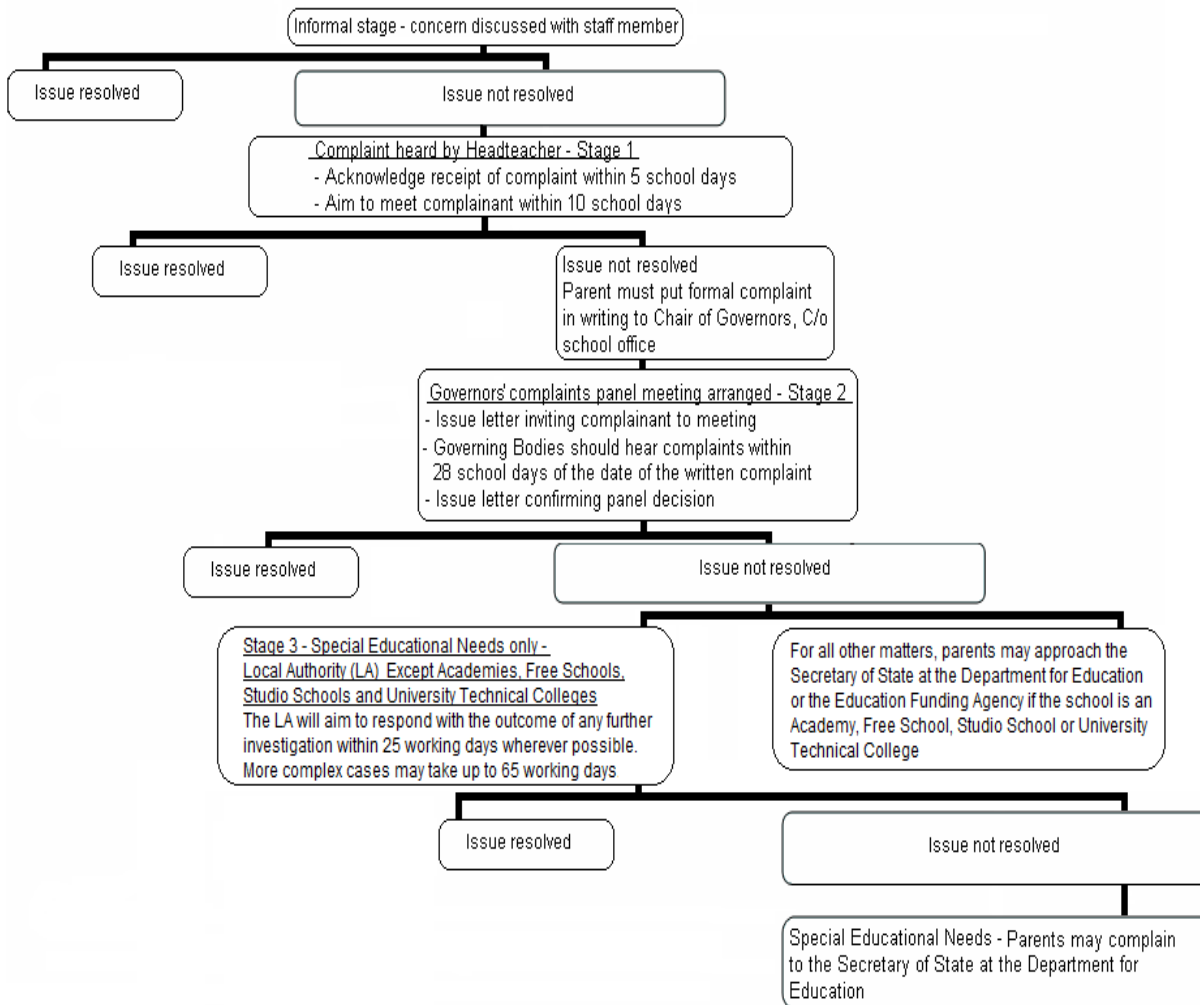 Informal stage - concern discussed with staff member
Issue resolved
Issue not resolved
Complaint heard by Headteacher - Stage 1
- Acknowledge receipt of complaint within 5 school days
- Aim to meet complainant within 10 school days
Issue resolved
Issue not resolved
Parent must put formal complaint
in writing to Chair of Governors, C/o
school office
Governors' complaints panel meeting arranged - Stage 2
- Issue letter inviting complainant to meeting
- Governing Bodies should hear complaints within
28 school days of the date of the written complaint
- Issue letter confirming panel decision
Issue resolved
Issue not resolved
Stage 3 - Special Educational Needs only -
Local Authority (LA) Except Academies, Free Schools,
Studio Schools and University Technical Colleges
The LA will aim to respond with the outcome of any further
investigation within 25 working days wherever possible.
More complex cases may take up to 65 working days
For all other matters, parents may approach the
Secretary of State at the Department for Education
or the Education Funding Agency if the school is an
Academy, Free School, Studio School or University
Technical College
Issue resolved
Issue not resolved
Special Educational Needs - Parents may complain
to the Secretary of State at the Department for
Education